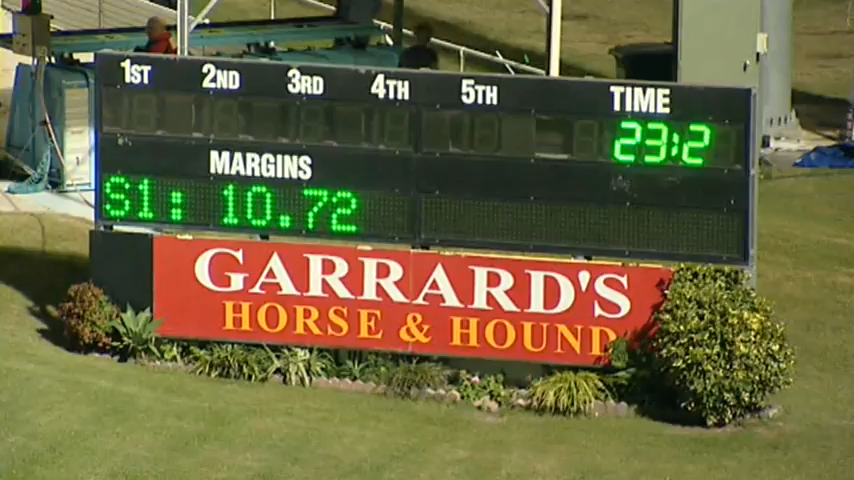 1ST 2ND 3RD 4TH 5TH TIME
23:2
MARGINS
S1: 10.72
GARRARD'S
HORSE & HOUND